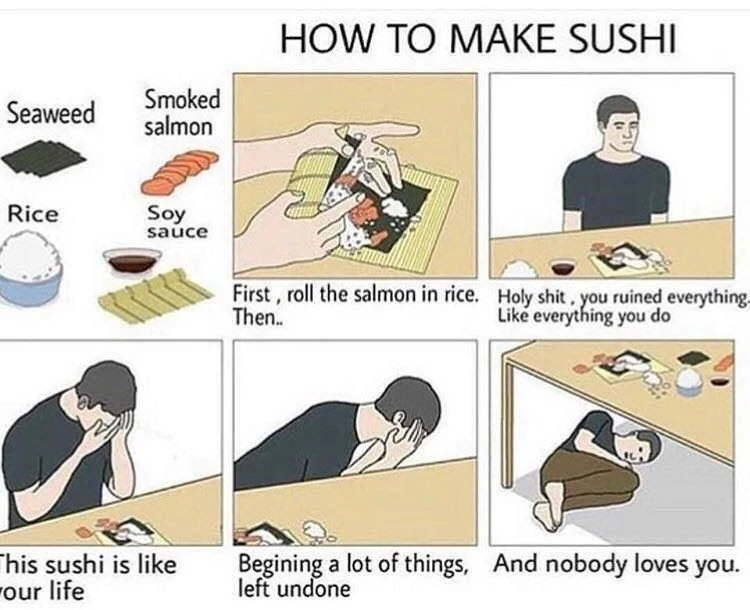 HOW TO MAKE SUSHI
Seaweed
Smoked
salmon
Rice
Soy
sauce
First , roll the salmon in rice.
Then..
Holy shit , you ruined everything.
Like everything you do
This sushi is like
your life
Begining a lot of things,
left undone
And nobody loves you.